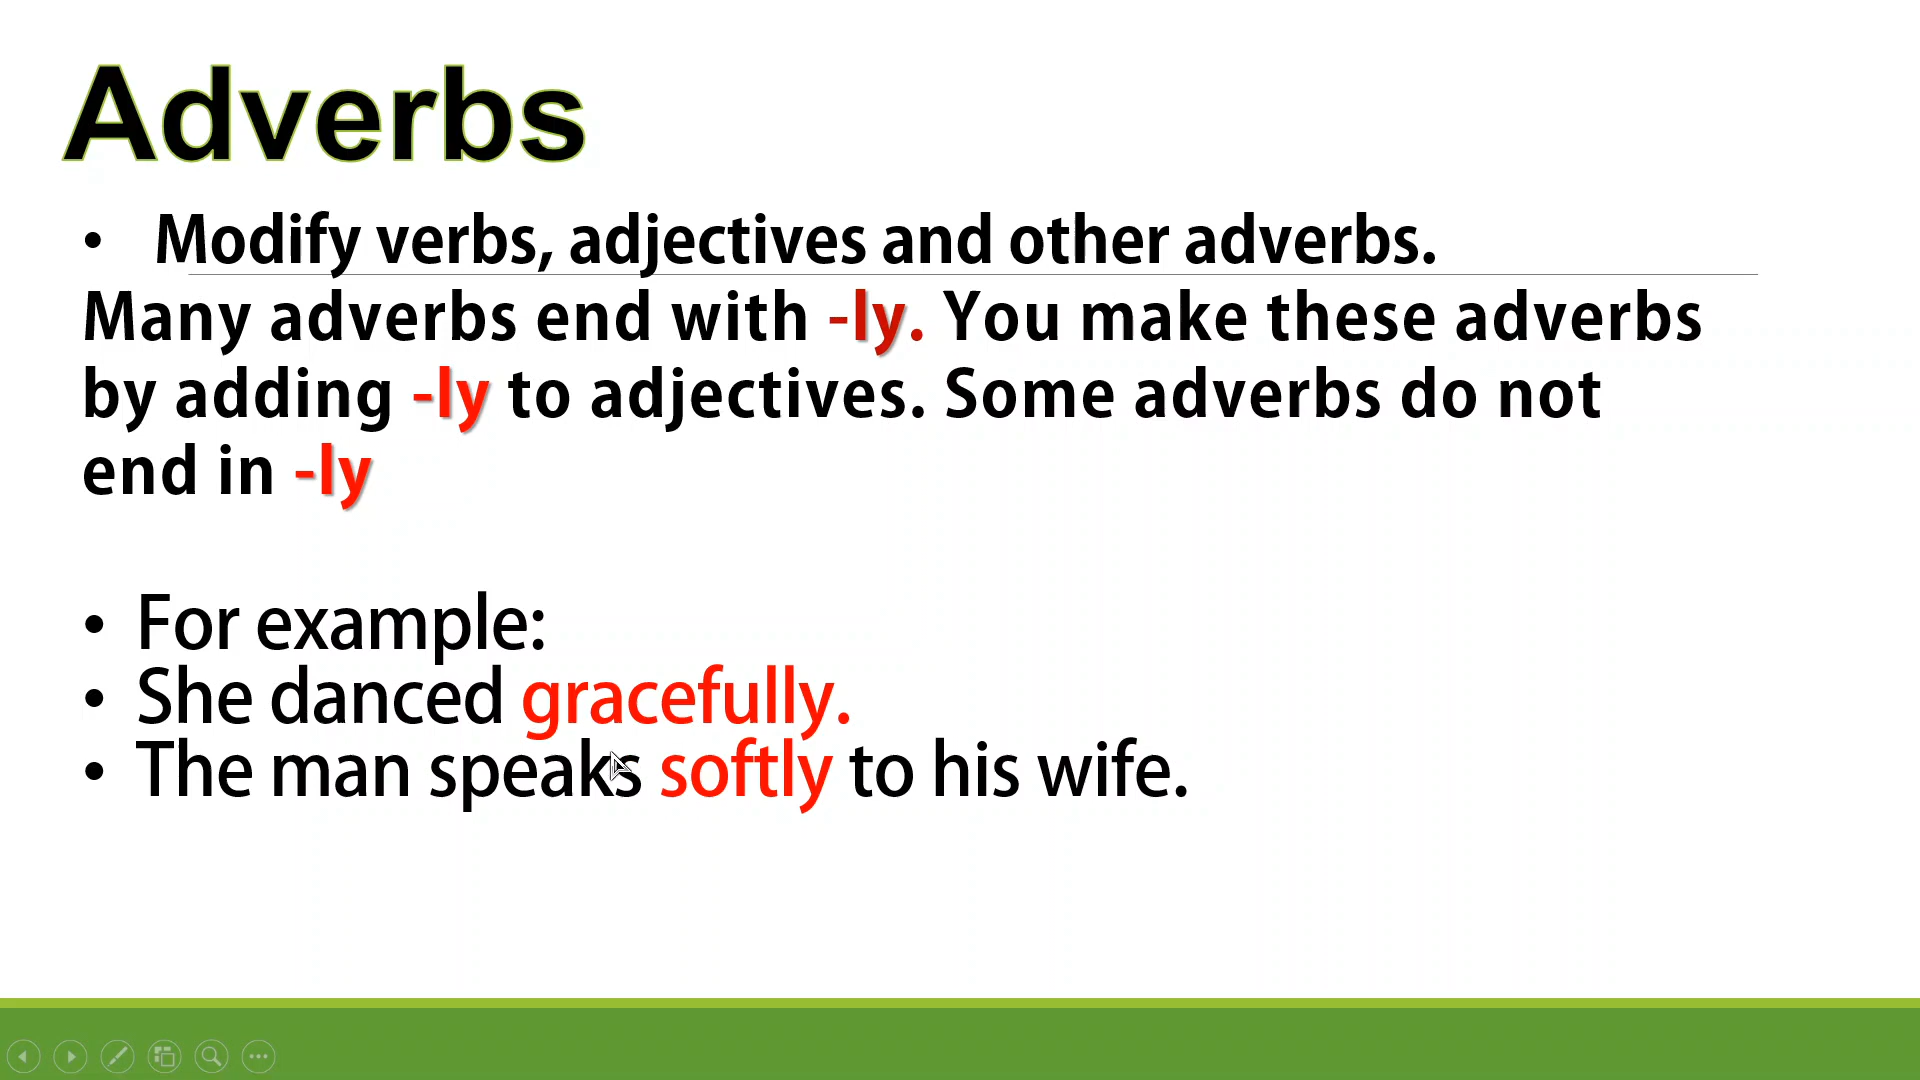 Adverbs
• Modify verbs, adjectives and other adverbs.
Many adverbs end with -ly. You make these adverbs
by adding -ly to adjectives. Some adverbs do not
end in -ly
• For example:
• She danced gracefully.
• The man speaks softly to his wife.